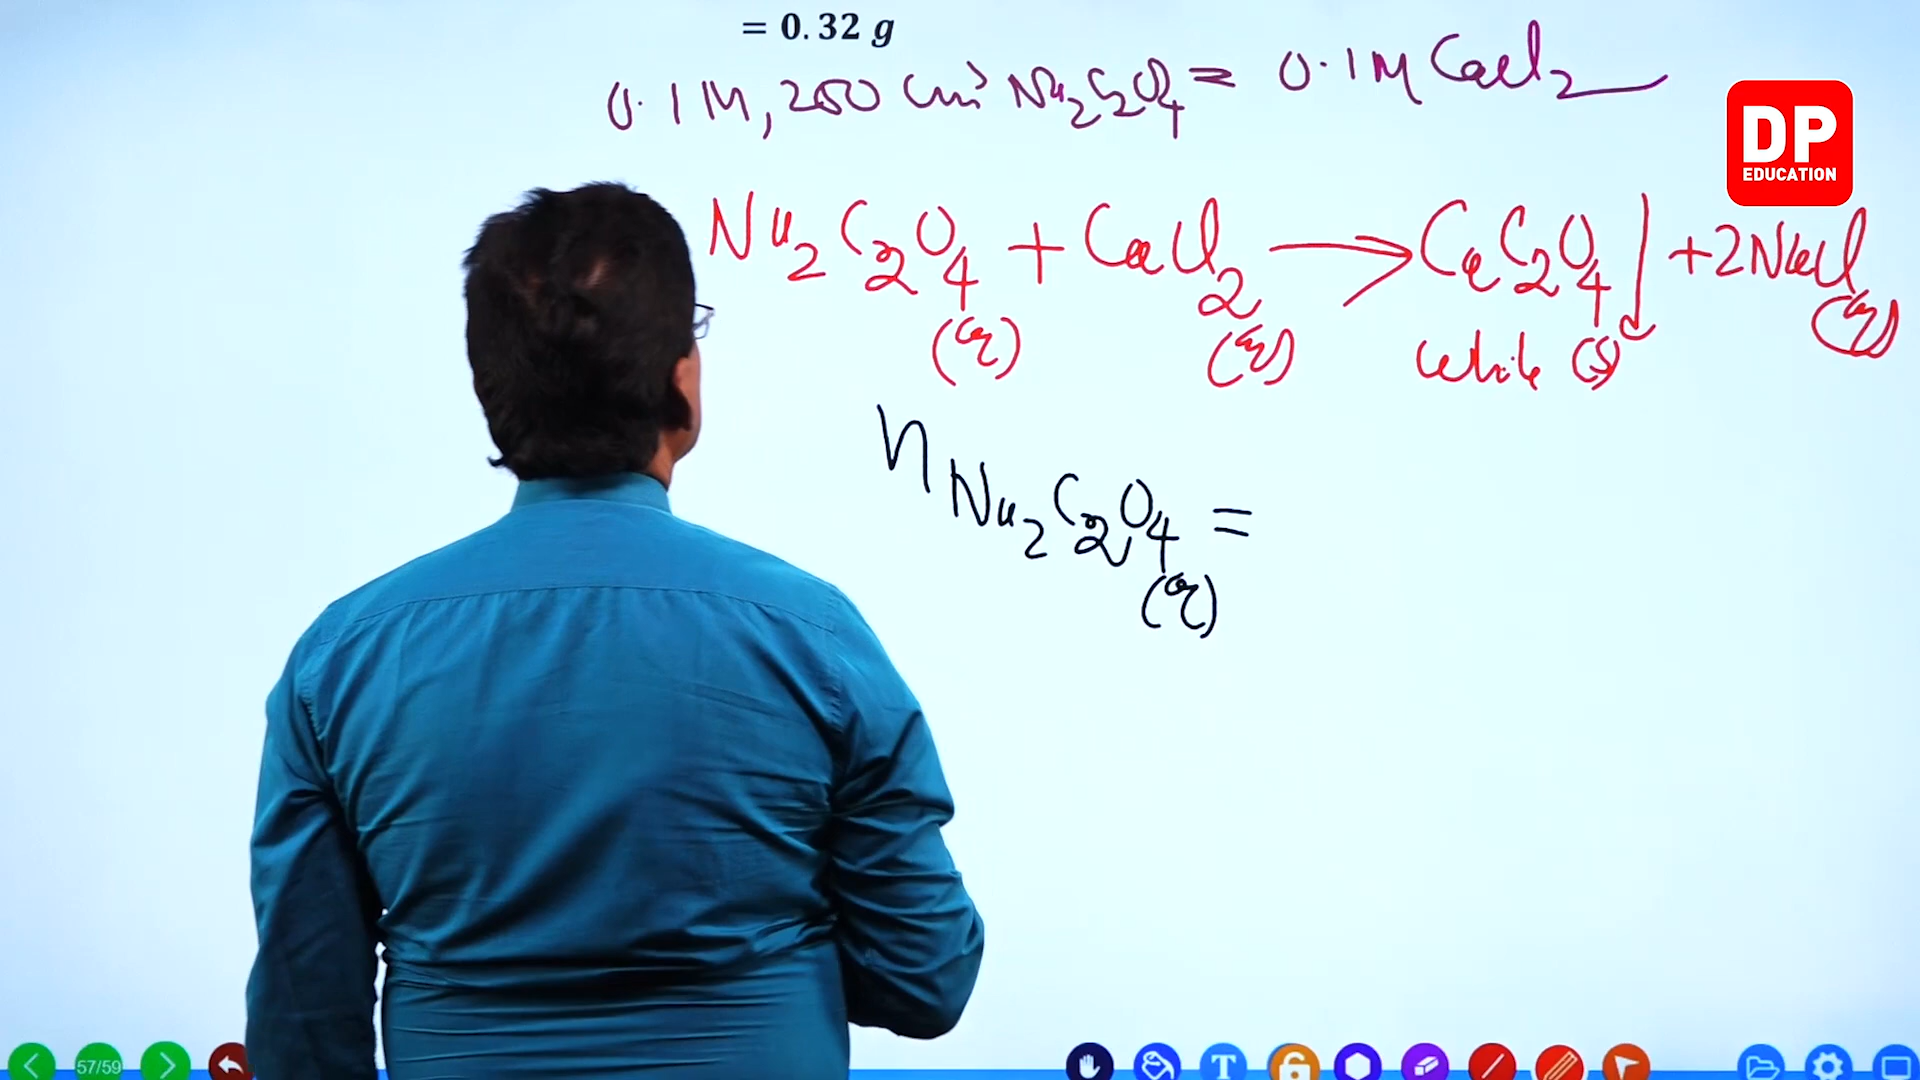 = 0.32 g
0.1M, 250 cm³ Na₂C₂O₄ = 0.1M CaCl₂
DP
EDUCATION
Na₂C₂O₄ + CaCl₂ → CaC₂O₄↓ + 2NaCl
(aq) (aq) white (s) (aq)
n Na₂C₂O₄ =
(aq)
57/59
T